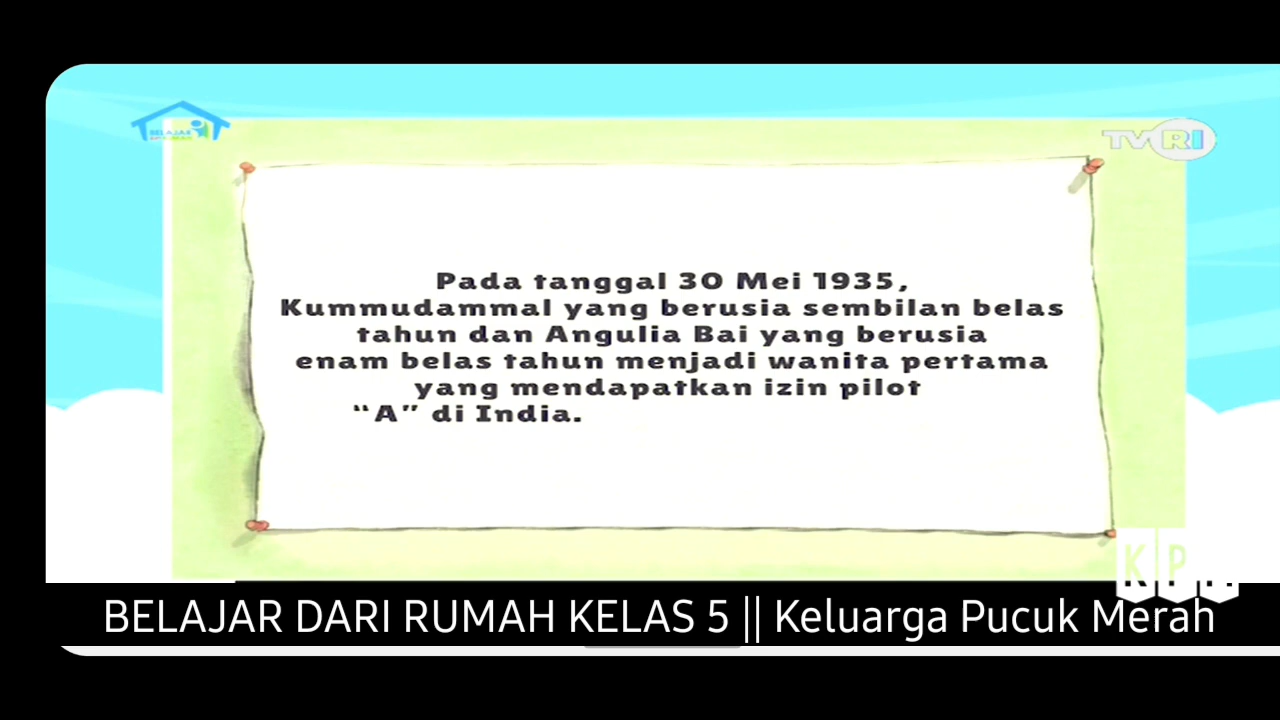 BELAJAR
TVRI
Pada tanggal 30 Mei 1935,
Kummudammal yang berusia sembilan belas
tahun dan Angulia Bai yang berusia
enam belas tahun menjadi wanita pertama
yang mendapatkan izin pilot
“A” di India.
BELAJAR DARI RUMAH KELAS 5 || Keluarga Pucuk Merah